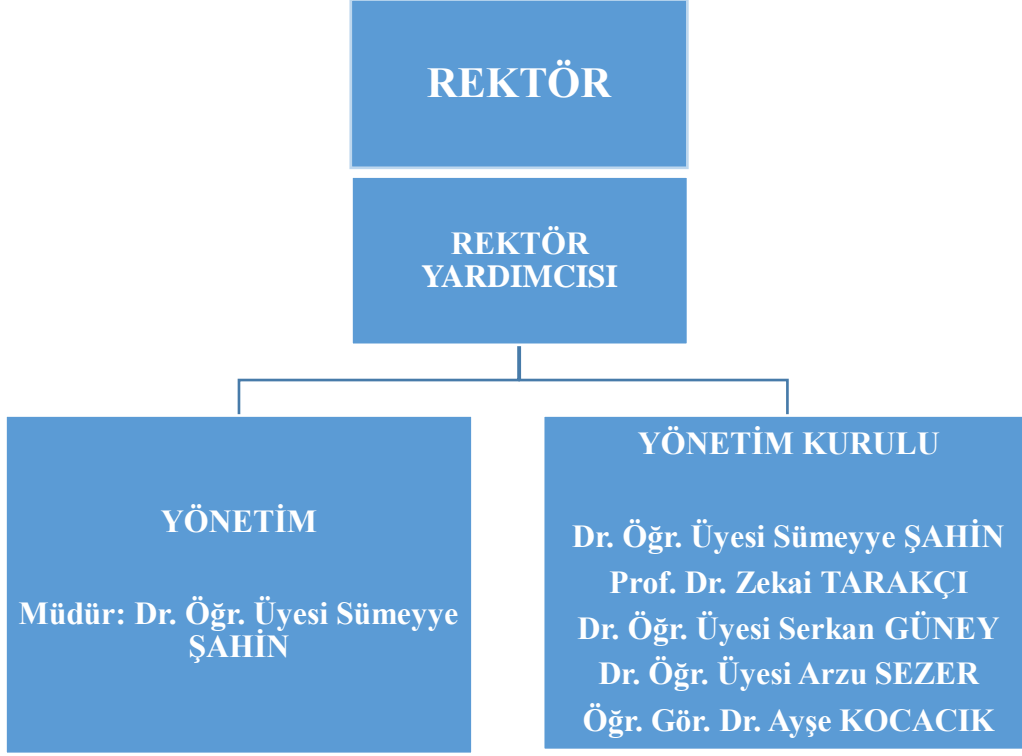 REKTÖR
REKTÖR
YARDIMCISI
YÖNETİM
Müdür: Dr. Öğr. Üyesi Sümeyye
ŞAHİN
YÖNETİM KURULU
Dr. Öğr. Üyesi Sümeyye ŞAHİN
Prof. Dr. Zekai TARAKÇI
Dr. Öğr. Üyesi Serkan GÜNEY
Dr. Öğr. Üyesi Arzu SEZER
Öğr. Gör. Dr. Ayşe KOCACIK